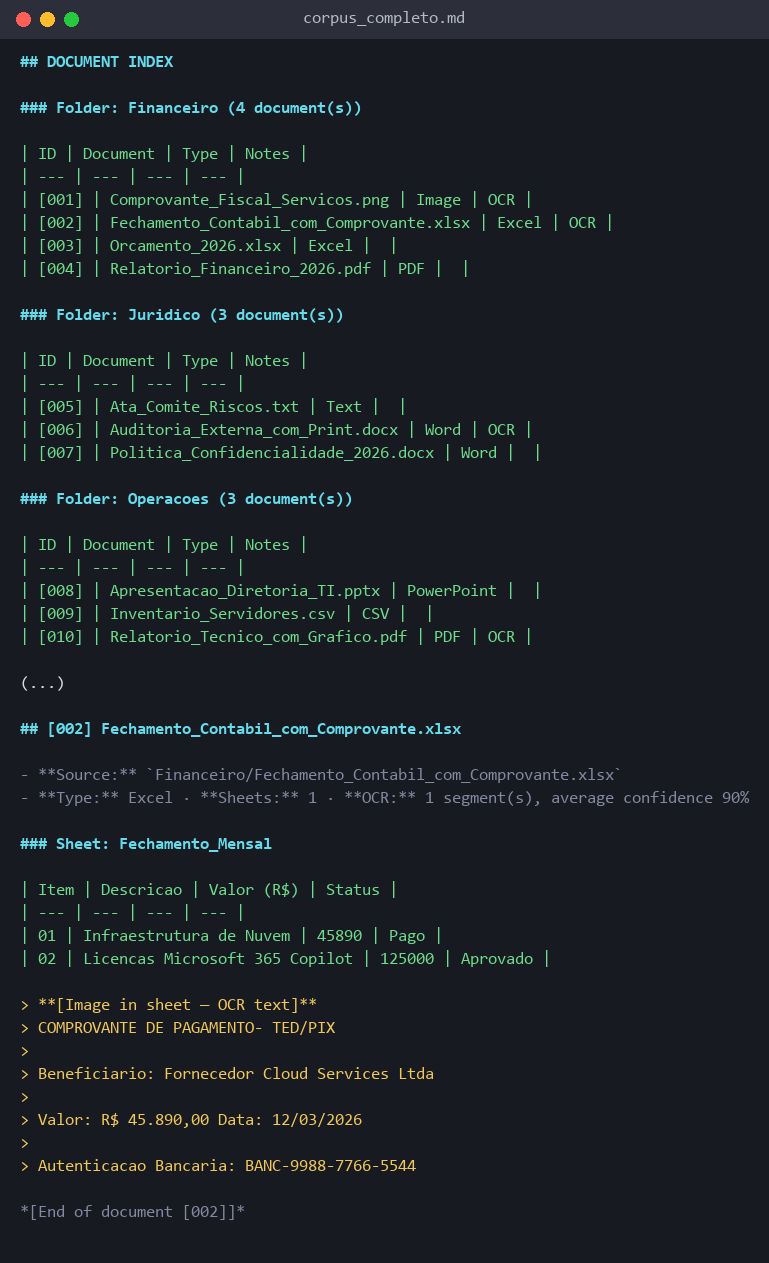 corpus_completo.md
## DOCUMENT INDEX
### Folder: Financeiro (4 document(s))
| ID | Document | Type | Notes |
| --- | --- | --- | --- |
| [001] | Comprovante_Fiscal_Servicos.png | Image | OCR |
| [002] | Fechamento_Contabil_com_Comprovante.xlsx | Excel | OCR |
| [003] | Orcamento_2026.xlsx | Excel |  |
| [004] | Relatorio_Financeiro_2026.pdf | PDF |  |
### Folder: Juridico (3 document(s))
| ID | Document | Type | Notes |
| --- | --- | --- | --- |
| [005] | Ata_Comite_Riscos.txt | Text |  |
| [006] | Auditoria_Externa_com_Print.docx | Word | OCR |
| [007] | Politica_Confidencialidade_2026.docx | Word |  |
### Folder: Operacoes (3 document(s))
| ID | Document | Type | Notes |
| --- | --- | --- | --- |
| [008] | Apresentacao_Diretoria_TI.pptx | PowerPoint |  |
| [009] | Inventario_Servidores.csv | CSV |  |
| [010] | Relatorio_Tecnico_com_Grafico.pdf | PDF | OCR |
(...)
## [002] Fechamento_Contabil_com_Comprovante.xlsx
- **Source:** `Financeiro/Fechamento_Contabil_com_Comprovante.xlsx`
- **Type:** Excel · **Sheets:** 1 · **OCR:** 1 segment(s), average confidence 90%
### Sheet: Fechamento_Mensal
| Item | Descricao | Valor (R$) | Status |
| --- | --- | --- | --- |
| 01 | Infraestrutura de Nuvem | 45890 | Pago |
| 02 | Licencas Microsoft 365 Copilot | 125000 | Aprovado |
> **[Image in sheet — OCR text]**
> COMPROVANTE DE PAGAMENTO- TED/PIX
>
> Beneficiario: Fornecedor Cloud Services Ltda
>
> Valor: R$ 45.890,00 Data: 12/03/2026
>
> Autenticacao Bancaria: BANC-9988-7766-5544
*[End of document [002]]*